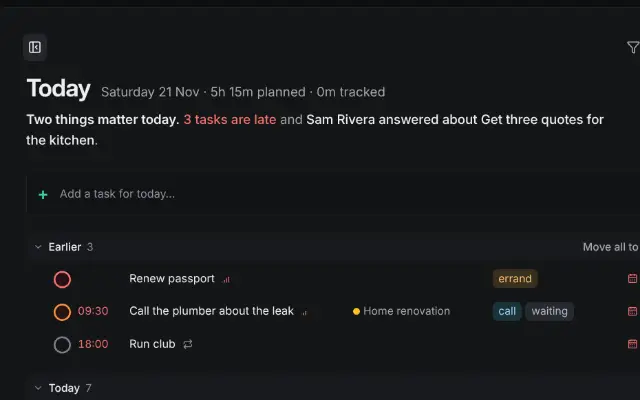 Today Saturday 21 Nov · 5h 15m planned · 0m tracked
Two things matter today. 3 tasks are late and Sam Rivera answered about Get three quotes for
the kitchen.
+ Add a task for today...
Earlier 3 Move all to
Renew passport errand
09:30 Call the plumber about the leak Home renovation call waiting
18:00 Run club
Today 7